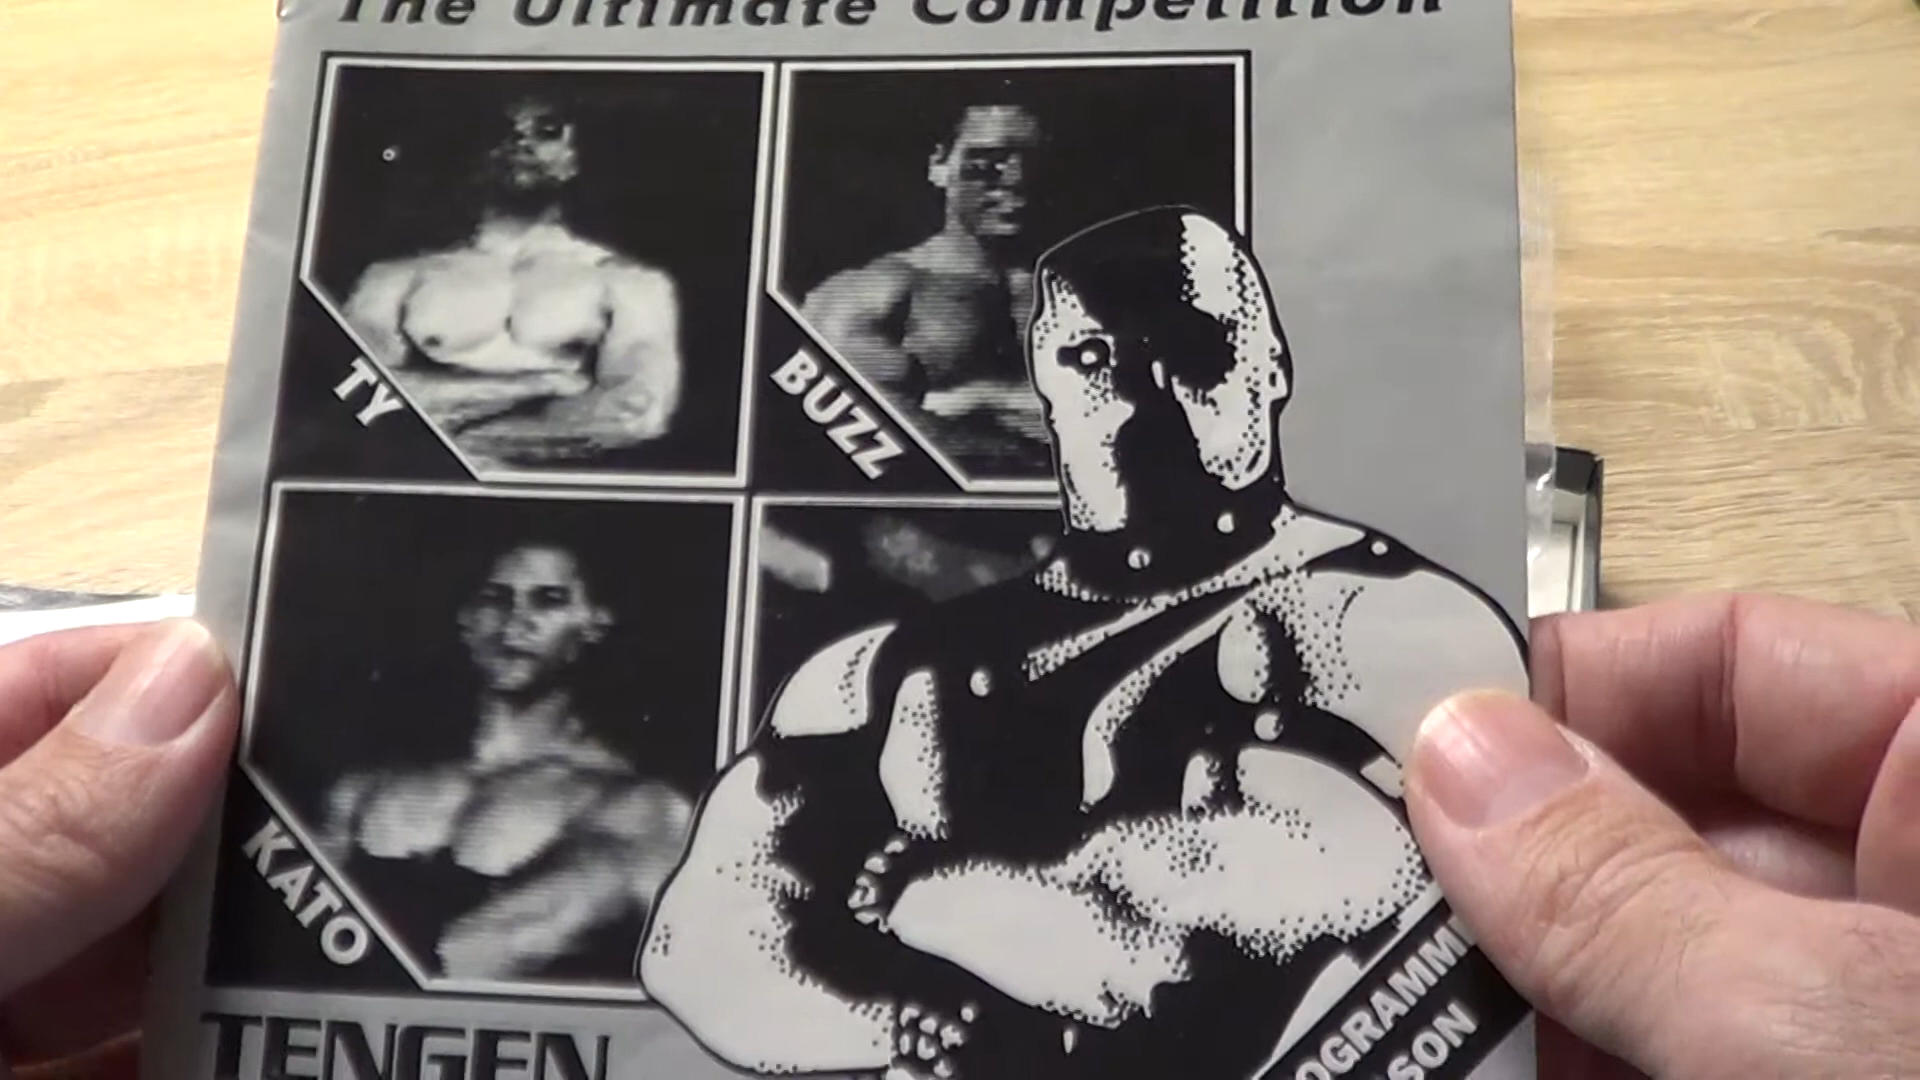 The Ultimate Competition
TY
BUZZ
KATO
TENGEN